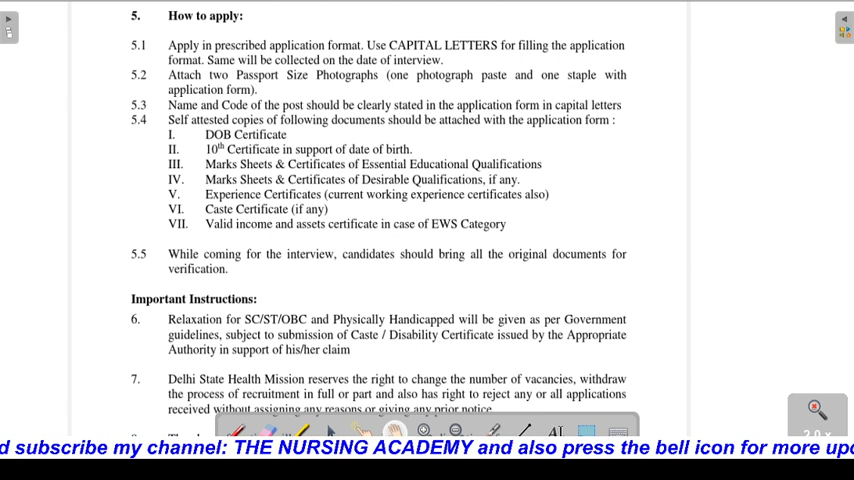 5. How to apply:
5.1 Apply in prescribed application format. Use CAPITAL LETTERS for filling the application
format. Same will be collected on the date of interview.
5.2 Attach two Passport Size Photographs (one photograph paste and one staple with
application form).
5.3 Name and Code of the post should be clearly stated in the application form in capital letters
5.4 Self attested copies of following documents should be attached with the application form :
I. DOB Certificate
II. 10th Certificate in support of date of birth.
III. Marks Sheets & Certificates of Essential Educational Qualifications
IV. Marks Sheets & Certificates of Desirable Qualifications, if any.
V. Experience Certificates (current working experience certificates also)
VI. Caste Certificate (if any)
VII. Valid income and assets certificate in case of EWS Category
5.5 While coming for the interview, candidates should bring all the original documents for
verification.
Important Instructions:
6. Relaxation for SC/ST/OBC and Physically Handicapped will be given as per Government
guidelines, subject to submission of Caste / Disability Certificate issued by the Appropriate
Authority in support of his/her claim
7. Delhi State Health Mission reserves the right to change the number of vacancies, withdraw
the process of recruitment in full or part and also has right to reject any or all applications
received without assigning any reasons or giving any prior notice
2.0 x
d subscribe my channel: THE NURSING ACADEMY and also press the bell icon for more upd